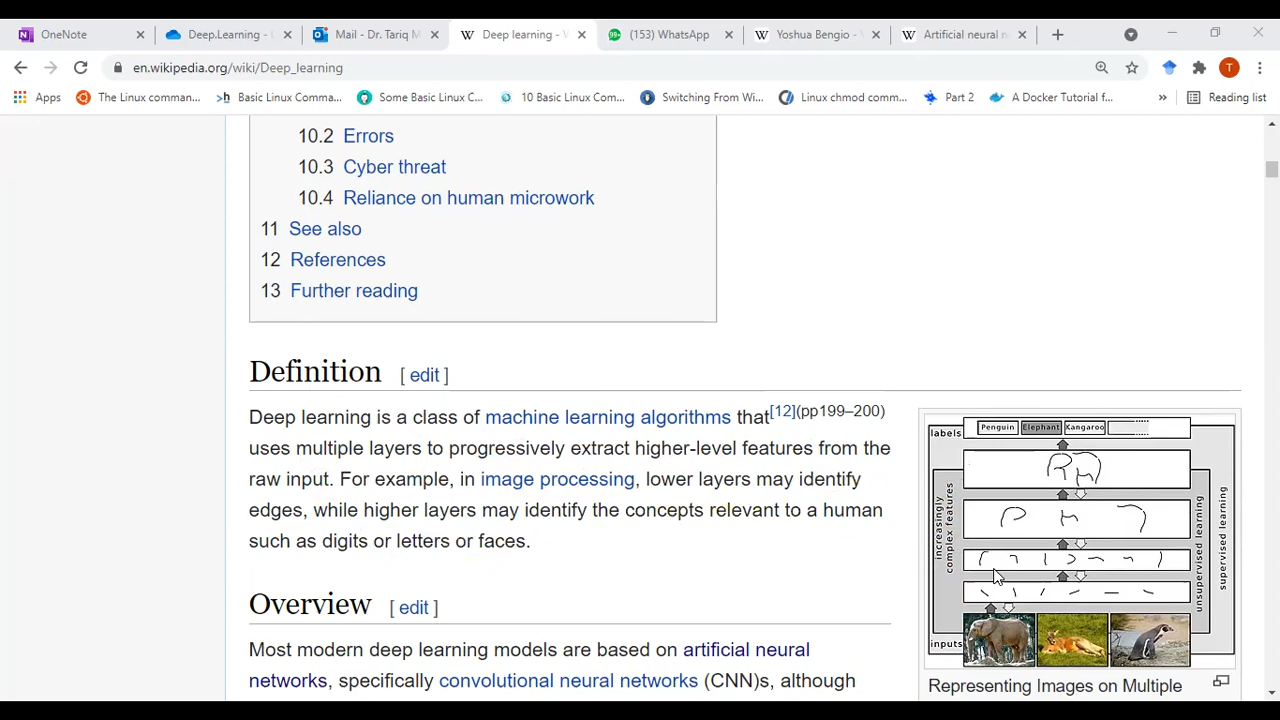 OneNote
Deep.Learning -
Mail - Dr. Tariq M
Deep learning -
(153) WhatsApp
Yoshua Bengio -
Artificial neural n
en.wikipedia.org/wiki/Deep_learning
Apps
The Linux comman...
Basic Linux Comma...
Some Basic Linux C...
10 Basic Linux Com...
Switching From Wi...
Linux chmod comm...
Part 2
A Docker Tutorial f...
Reading list
10.2 Errors
10.3 Cyber threat
10.4 Reliance on human microwork
11 See also
12 References
13 Further reading
Definition [ edit ]
Deep learning is a class of machine learning algorithms that[12](pp199–200)
uses multiple layers to progressively extract higher-level features from the
raw input. For example, in image processing, lower layers may identify
edges, while higher layers may identify the concepts relevant to a human
such as digits or letters or faces.
Overview [ edit ]
Most modern deep learning models are based on artificial neural
networks, specifically convolutional neural networks (CNN)s, although
labels
Penguin Elephant Kangaroo
increasingly
complex features
unsupervised learning
supervised learning
inputs
Representing Images on Multiple